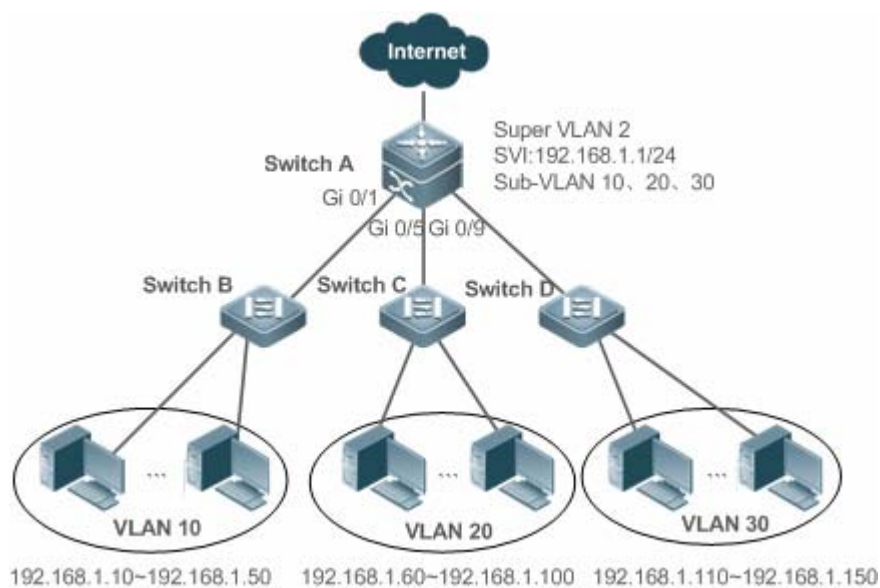 Internet
Super VLAN 2
SVI:192.168.1.1/24
Sub-VLAN 10、20、30
Switch A
Gi 0/1
Gi 0/5 Gi 0/9
Switch B
Switch C
Switch D
...
...
...
VLAN 10
VLAN 20
VLAN 30
192.168.1.10~192.168.1.50
192.168.1.60~192.168.1.100
192.168.1.110~192.168.1.150